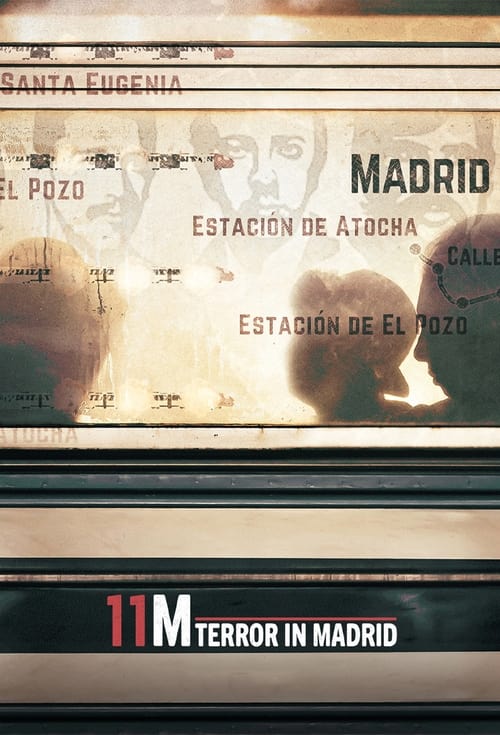 SANTA EUGENIA
EL POZO
MADRID
ESTACIÓN DE ATOCHA
CALLE
ESTACIÓN DE EL POZO
ATOCHA
11M TERROR IN MADRID